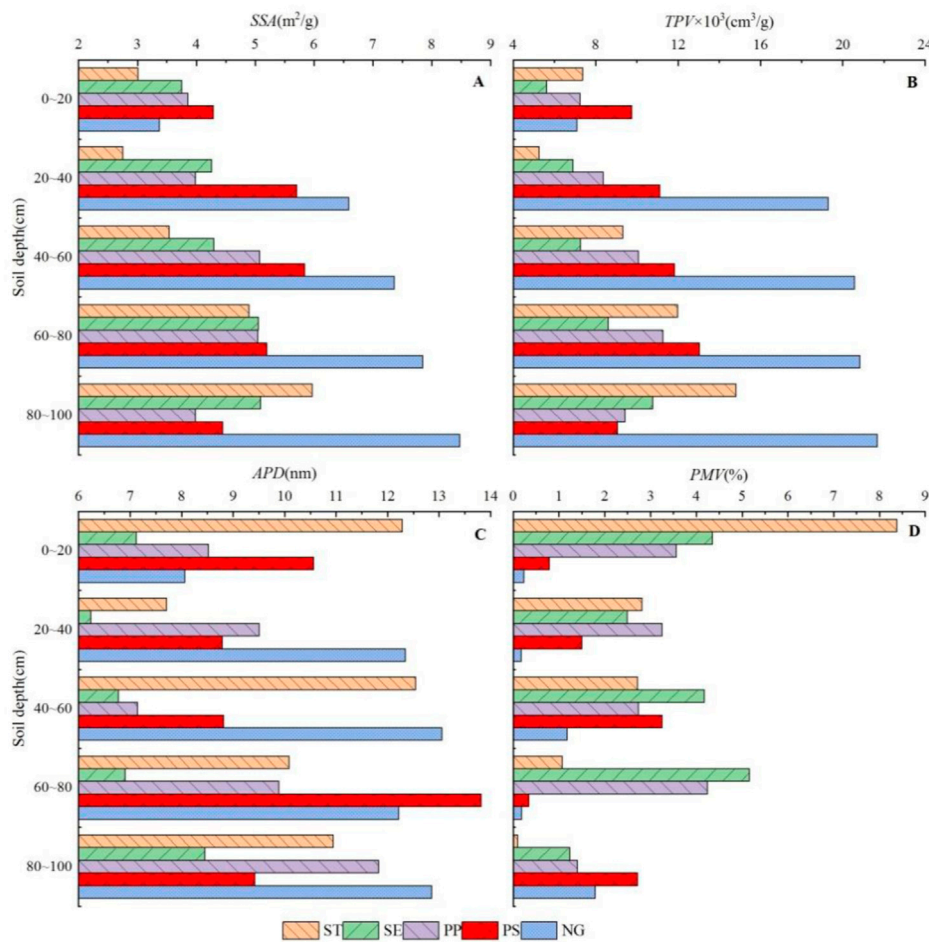 SSA(m²/g)
2 3 4 5 6 7 8 9
A
0~20
20~40
40~60
60~80
80~100
Soil depth(cm)
TPV×10³(cm³/g)
4 8 12 16 20 24
B
APD(nm)
6 7 8 9 10 11 12 13 14
C
0~20
20~40
40~60
60~80
80~100
Soil depth(cm)
PMV(%)
0 1 2 3 4 5 6 7 8 9
D
ST SE PP PS NG